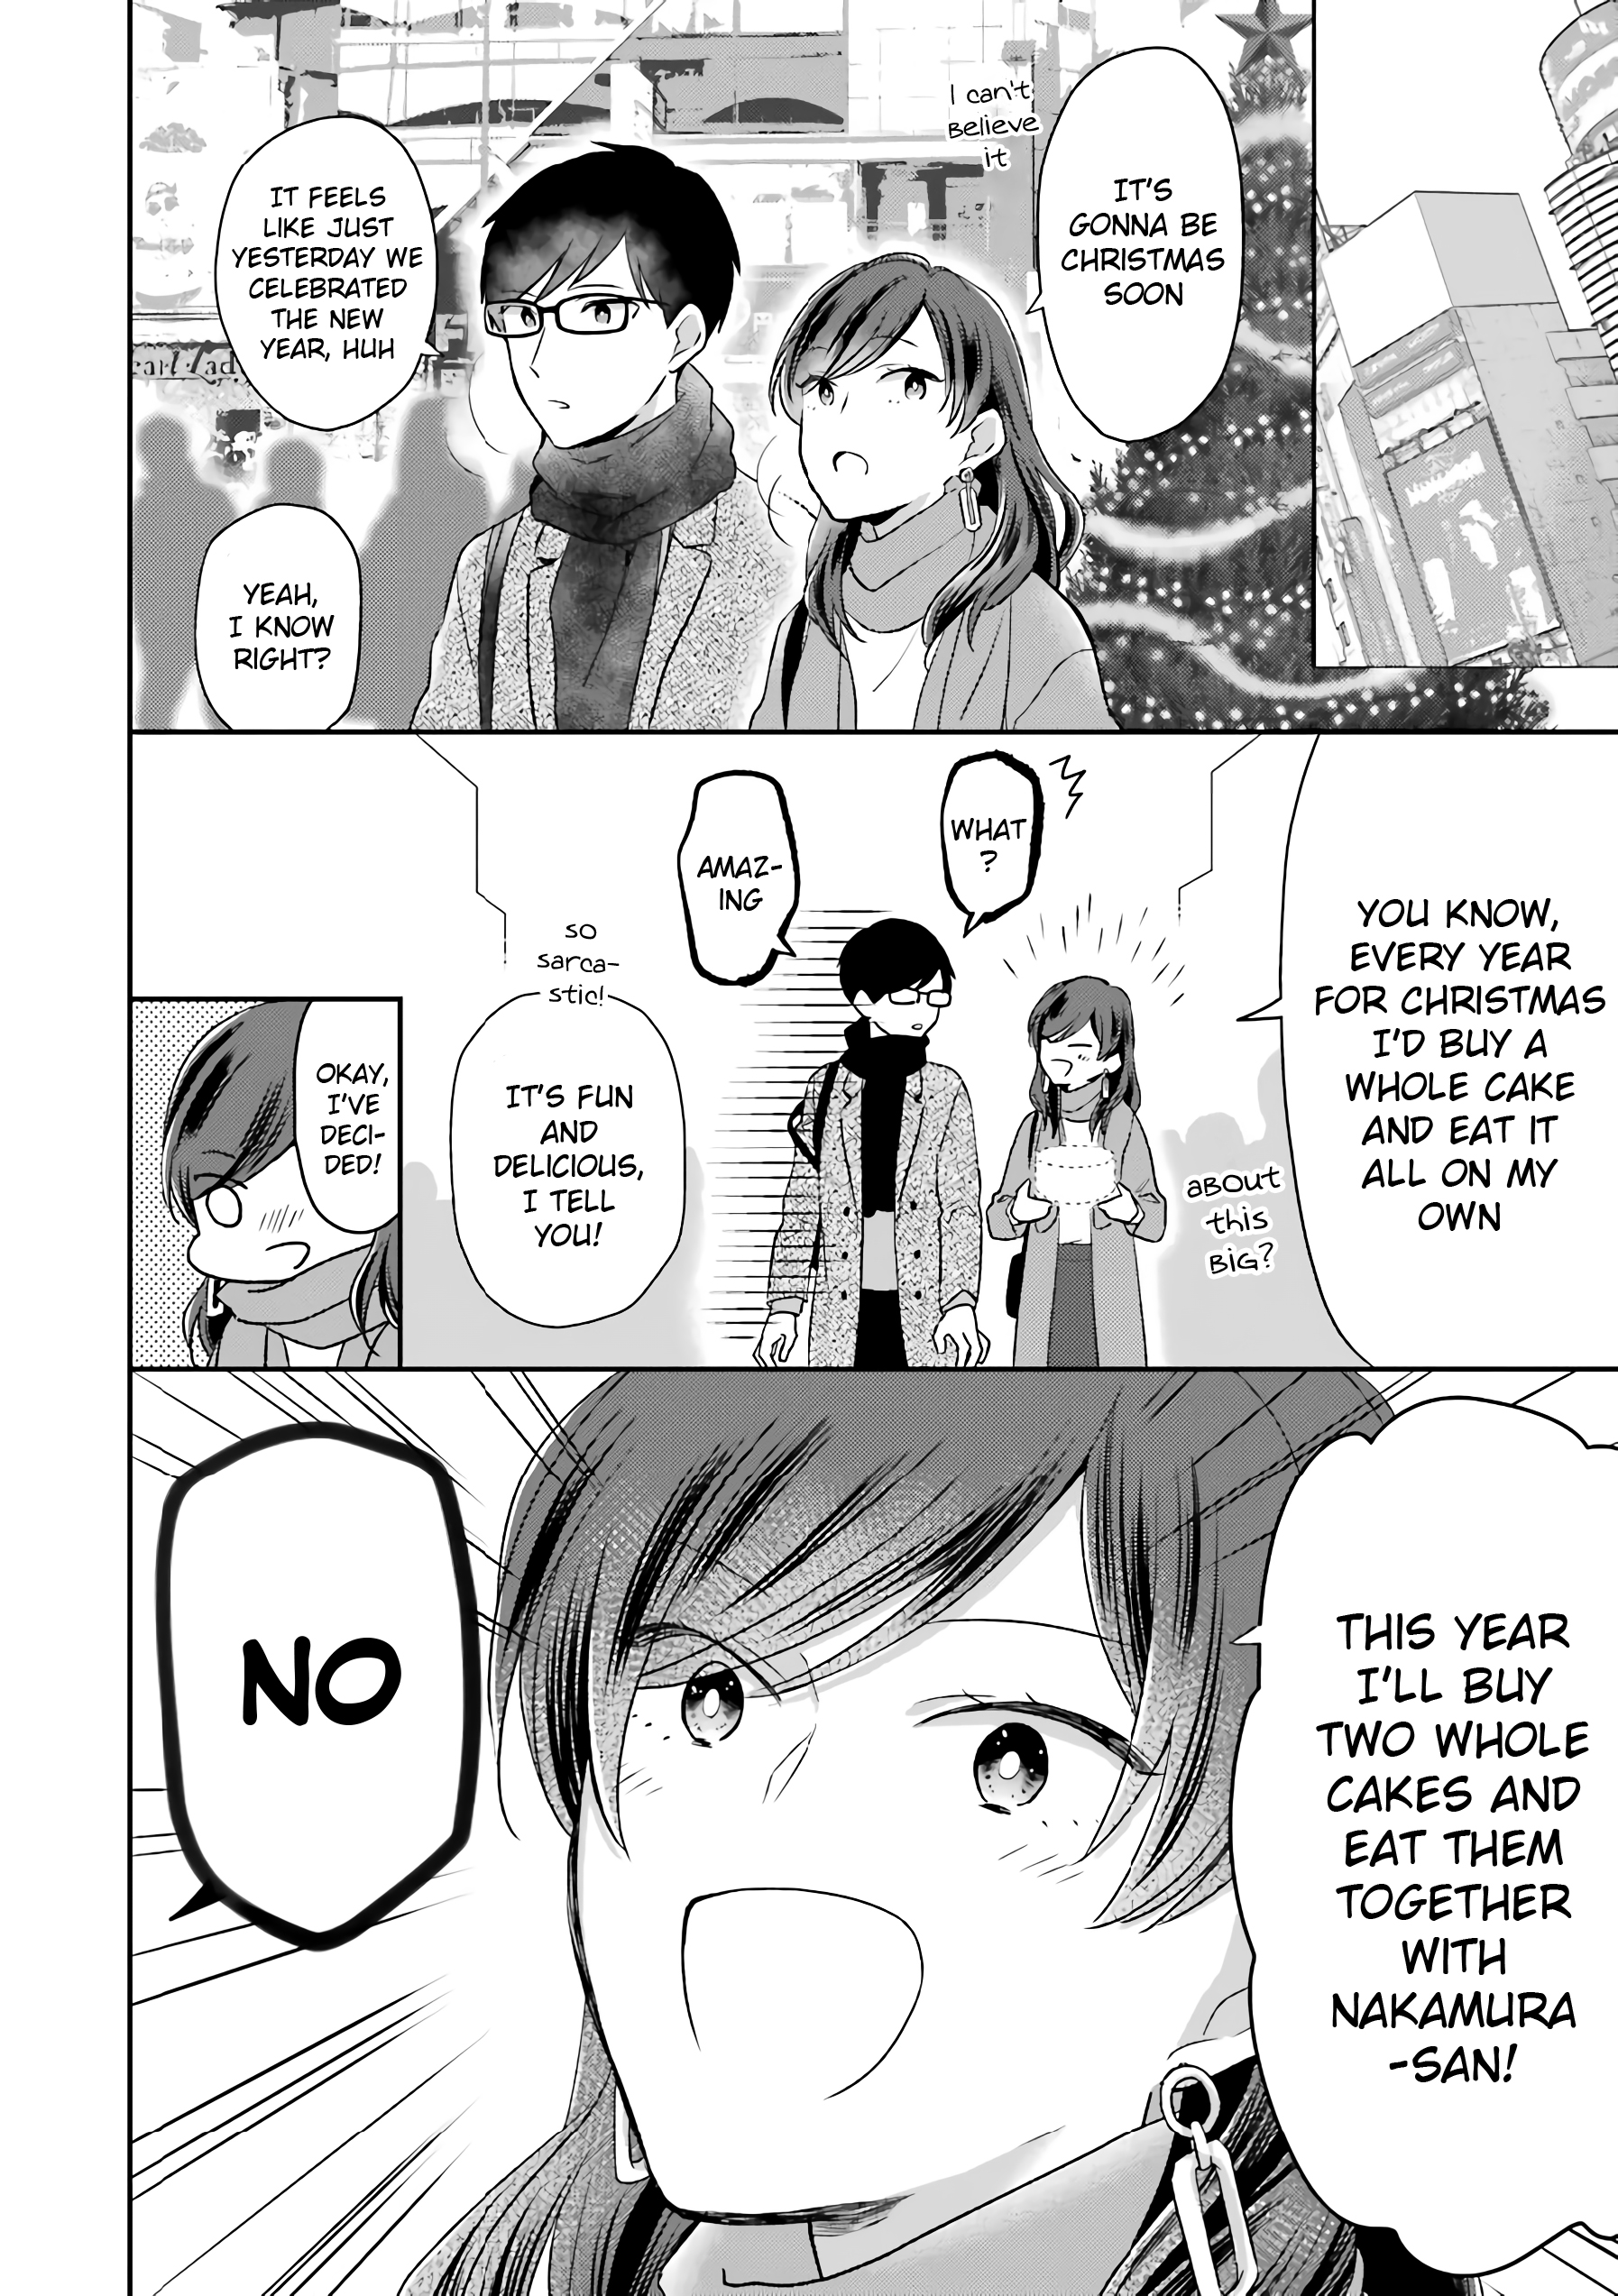 IT'S
GONNA BE
CHRISTMAS
SOON
I can't
Believe
it
IT FEELS
LIKE JUST
YESTERDAY WE
CELEBRATED
THE NEW
YEAR, HUH
YEAH,
I KNOW
RIGHT?
YOU KNOW,
EVERY YEAR
FOR CHRISTMAS
I'D BUY A
WHOLE CAKE
AND EAT IT
ALL ON MY
OWN
ABOUT
this
BIG?
WHAT
?
AMAZ-
ING
so
sarca-
stic!
IT'S FUN
AND
DELICIOUS,
I TELL
YOU!
OKAY,
I'VE
DECI-
DED!
THIS YEAR
I'LL BUY
TWO WHOLE
CAKES AND
EAT THEM
TOGETHER
WITH
NAKAMURA
-SAN!
NO